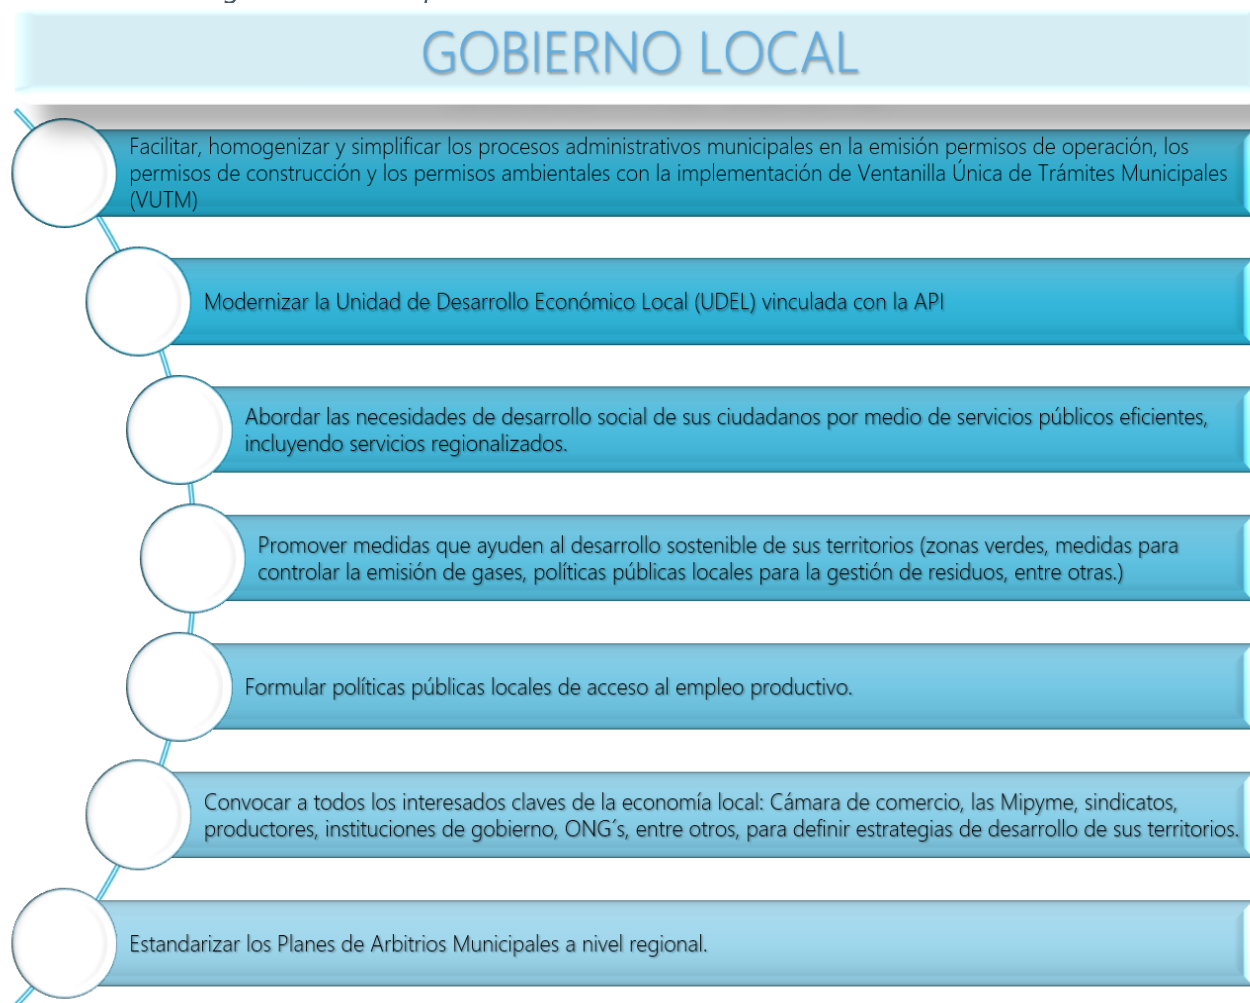 GOBIERNO LOCAL
Facilitar, homogenizar y simplificar los procesos administrativos municipales en la emisión permisos de operación, los
permisos de construcción y los permisos ambientales con la implementación de Ventanilla Única de Trámites Municipales
(VUTM)
Modernizar la Unidad de Desarrollo Económico Local (UDEL) vinculada con la API
Abordar las necesidades de desarrollo social de sus ciudadanos por medio de servicios públicos eficientes,
incluyendo servicios regionalizados.
Promover medidas que ayuden al desarrollo sostenible de sus territorios (zonas verdes, medidas para
controlar la emisión de gases, políticas públicas locales para la gestión de residuos, entre otras.)
Formular políticas públicas locales de acceso al empleo productivo.
Convocar a todos los interesados claves de la economía local: Cámara de comercio, las Mipyme, sindicatos,
productores, instituciones de gobierno, ONG´s, entre otros, para definir estrategias de desarrollo de sus territorios.
Estandarizar los Planes de Arbitrios Municipales a nivel regional.